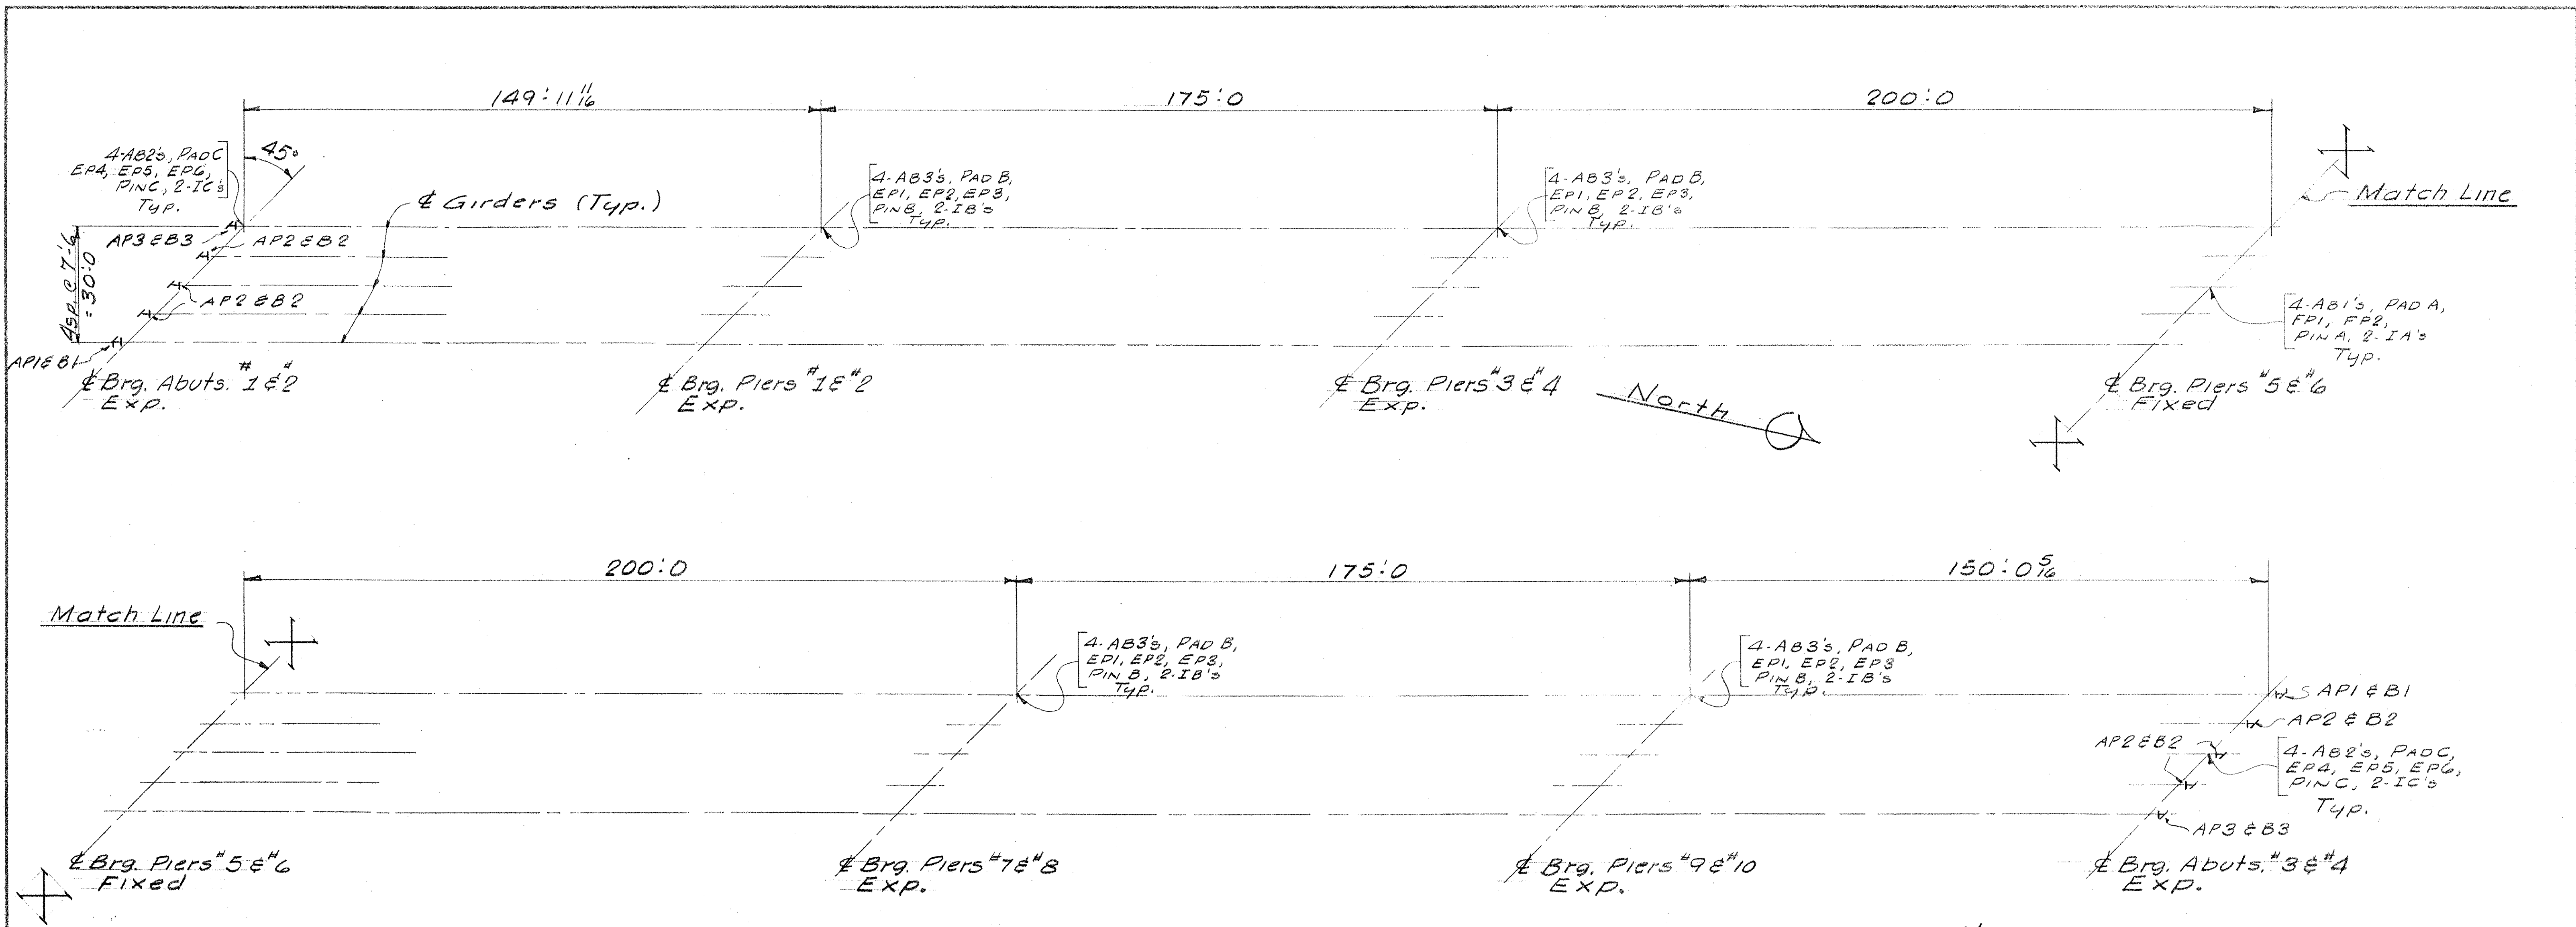 149'-11 11/16
175'-0
200'-0
4-AB2's, PAD C
EP4, EP5, EP6,
PIN C, 2-IC's
Typ.
45°
℄ Girders (Typ.)
4-AB3's, PAD B,
EP1, EP2, EP3,
PIN B, 2-IB's
Typ.
4-AB3's, PAD B,
EP1, EP2, EP3,
PIN B, 2-IB's
Typ.
Match Line
AP3 & B3
AP2 & B2
4 sp. @ 7'-6
= 30'-0
AP2 & B2
AP1 & B1
4-AB1's, PAD A,
FP1, FP2,
PIN A, 2-IA's
Typ.
℄ Brg. Abuts. #1 & #2
Exp.
℄ Brg. Piers #1 & #2
Exp.
℄ Brg. Piers #3 & #4
Exp.
North
℄ Brg. Piers #5 & #6
Fixed
200'-0
175'-0
150'-0 5/16
Match Line
4-AB3's, PAD B,
EP1, EP2, EP3,
PIN B, 2-IB's
Typ.
4-AB3's, PAD B,
EP1, EP2, EP3
PIN B, 2-IB's
Typ.
AP1 & B1
AP2 & B2
AP2 & B2
4-AB2's, PAD C,
EP4, EP5, EP6,
PIN C, 2-IC's
Typ.
AP3 & B3
℄ Brg. Piers #5 & #6
Fixed
℄ Brg. Piers #7 & #8
Exp.
℄ Brg. Piers #9 & #10
Exp.
℄ Brg. Abuts. #3 & #4
Exp.